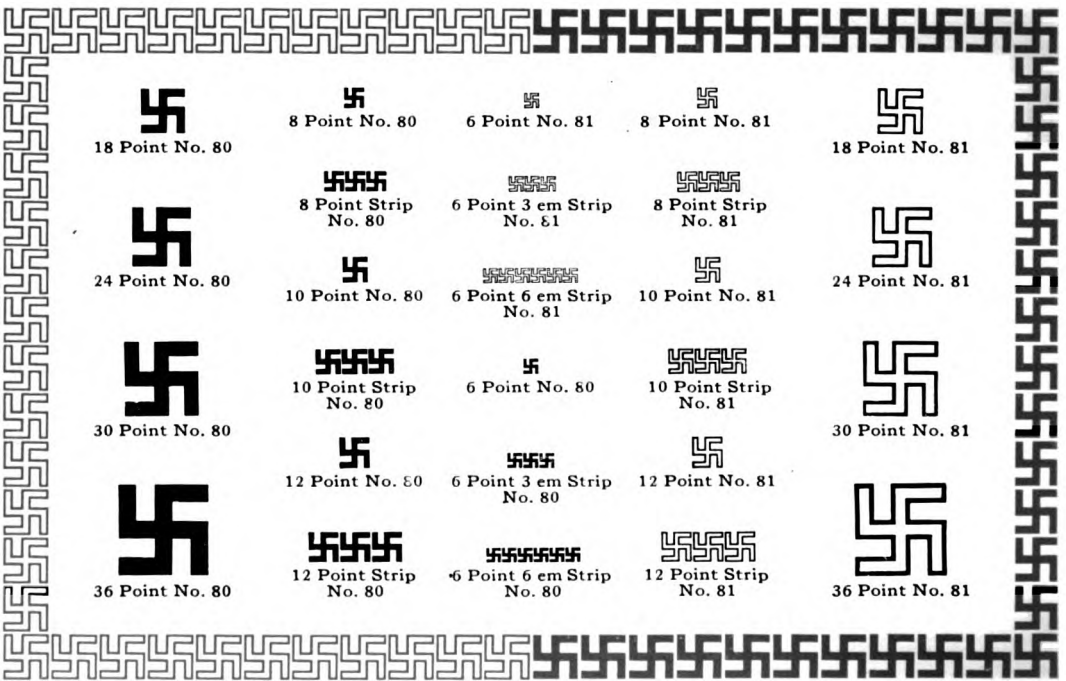 18 Point No. 80
24 Point No. 80
30 Point No. 80
36 Point No. 80
8 Point No. 80
8 Point Strip
No. 80
10 Point No. 80
10 Point Strip
No. 80
12 Point No. 80
12 Point Strip
No. 80
6 Point No. 81
6 Point 3 em Strip
No. 81
6 Point 6 em Strip
No. 81
6 Point No. 80
6 Point 3 em Strip
No. 80
6 Point 6 em Strip
No. 80
8 Point No. 81
8 Point Strip
No. 81
10 Point No. 81
10 Point Strip
No. 81
12 Point No. 81
12 Point Strip
No. 81
18 Point No. 81
24 Point No. 81
30 Point No. 81
36 Point No. 81